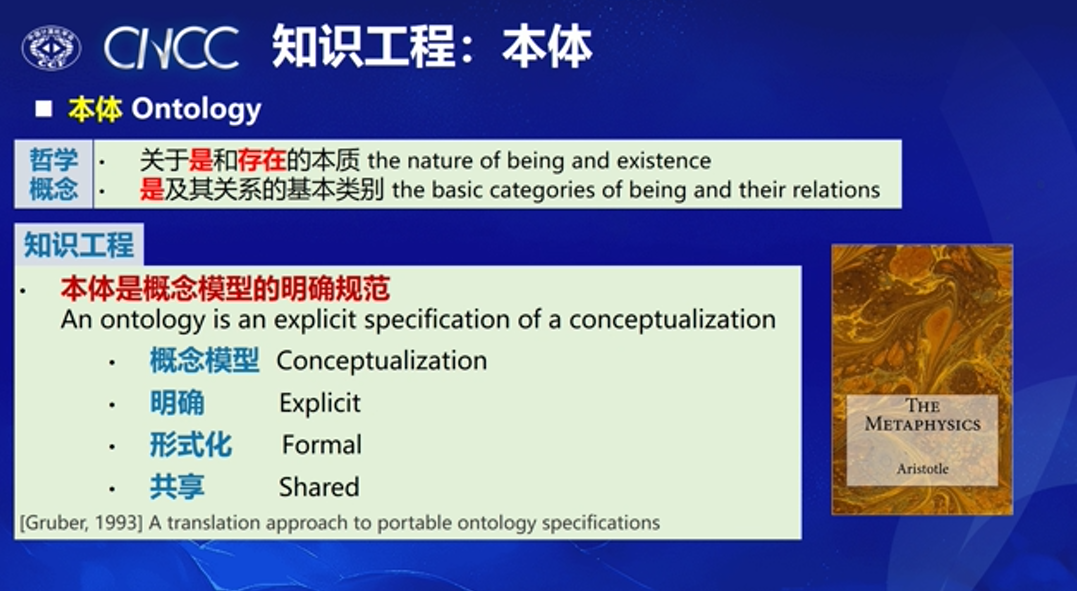 CNCC 知识工程：本体
■ 本体 Ontology
哲学概念
• 关于是和存在的本质 the nature of being and existence
• 是及其关系的基本类别 the basic categories of being and their relations
知识工程
• 本体是概念模型的明确规范
An ontology is an explicit specification of a conceptualization
• 概念模型 Conceptualization
• 明确 Explicit
• 形式化 Formal
• 共享 Shared
[Gruber, 1993] A translation approach to portable ontology specifications
THE
METAPHYSICS
Aristotle